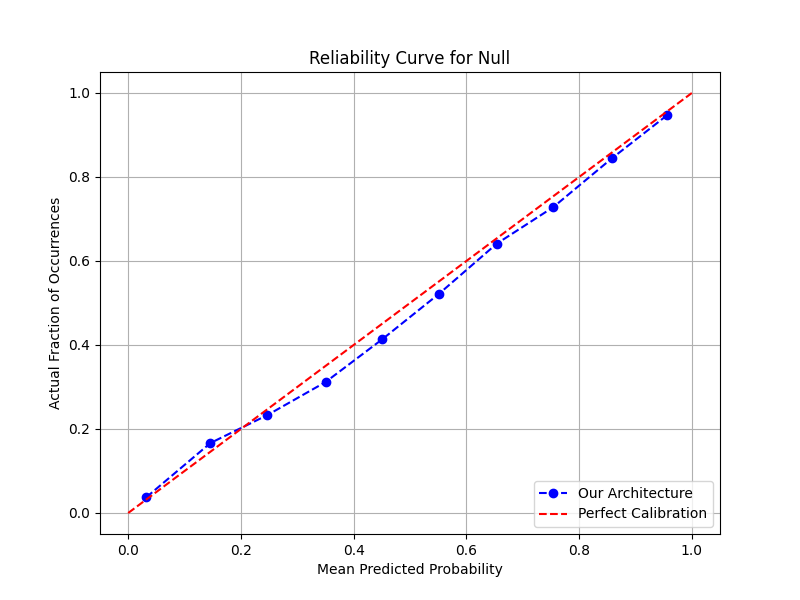 Reliability Curve for Null
1.0
0.8
0.6
0.4
0.2
0.0
Actual Fraction of Occurrences
0.0 0.2 0.4 0.6 0.8 1.0
Mean Predicted Probability
Our Architecture
Perfect Calibration